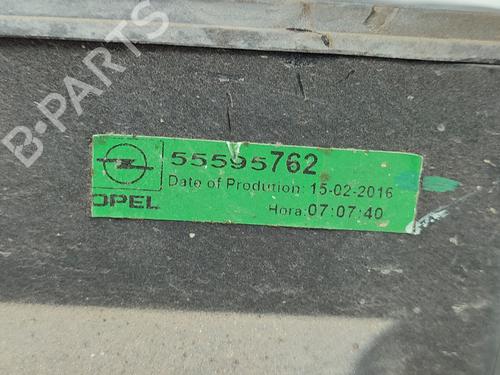 B-PARTS
55595762
Date of Prodution: 15-02-2016
OPEL
Hora: 07:07:40